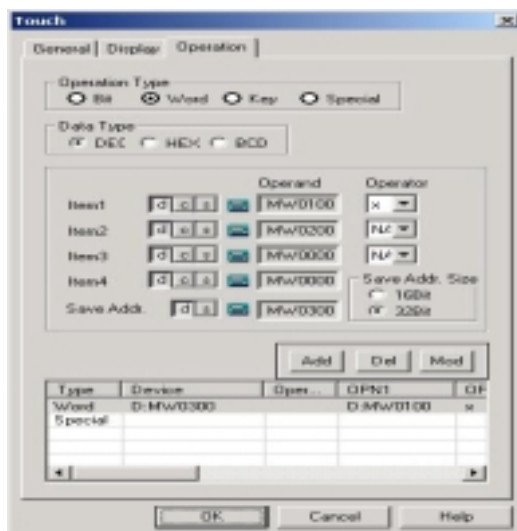 Touch
General Display Operation
Operation Type
Bit Word Key Special
Data Type
DEC HEX BCD
Operand Operator
Item1 d c s MW0100 x
Item2 d c s MW0200 NA
Item3 d c s MW0000 NA
Item4 d c s MW0000
Save Addr. Size
16Bit
Save Addr. d s MW0300 32Bit
Add Del Mod
Type Device Oper... OPN1 OF
Word D:MW0300 D:MW0100 x
Special
OK Cancel Help